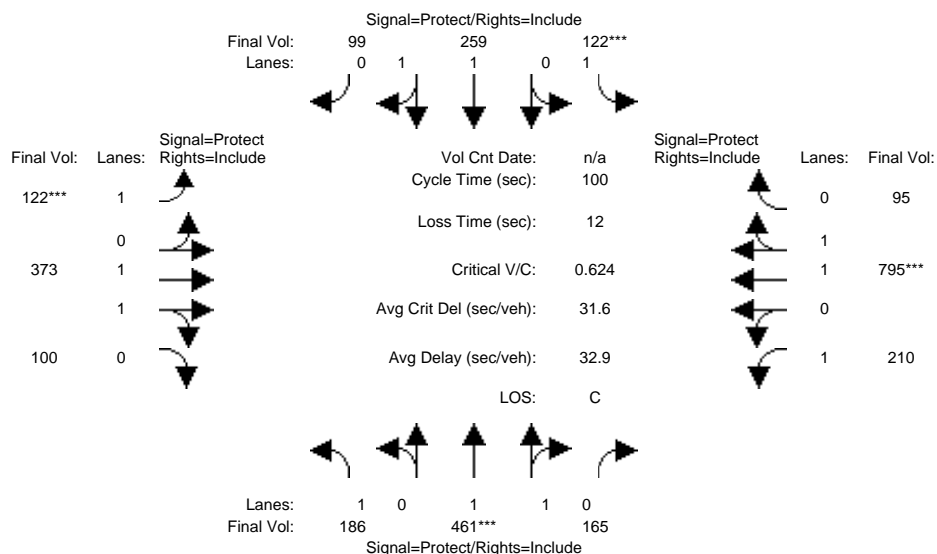 Signal=Protect/Rights=Include
Final Vol: 99 259 122***
Lanes: 0 1 1 0 1
Signal=Protect
Final Vol: Lanes: Rights=Include
Vol Cnt Date: n/a
Signal=Protect
Rights=Include Lanes: Final Vol:
Cycle Time (sec): 100
122*** 1
0 95
Loss Time (sec): 12
0
1
373 1
Critical V/C: 0.624
1 795***
1
Avg Crit Del (sec/veh): 31.6
0
100 0
Avg Delay (sec/veh): 32.9
1 210
LOS: C
Lanes: 1 0 1 1 0
Final Vol: 186 461*** 165
Signal=Protect/Rights=Include